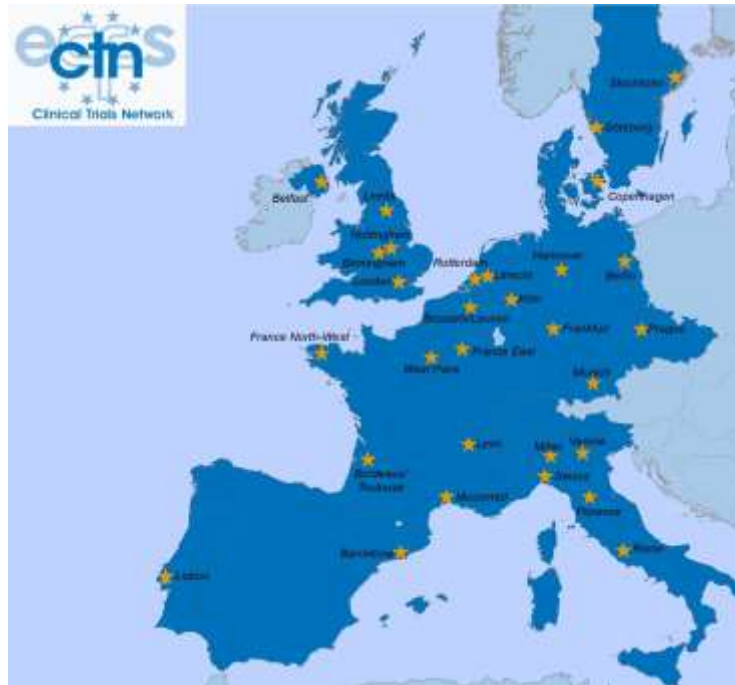 ecfs
ctn
Clinical Trials Network
Stockholm
Göteborg
Copenhagen
Belfast
Leeds
Nottingham
Birmingham
London
Rotterdam
Utrecht
Hannover
Berlin
Köln
Brussels/Leuven
France North-West
Frankfurt
Prague
West Paris
France East
Munich
Lyon
Milan
Verona
Bordeaux/
Toulouse
Genoa
Montpellier
Florence
Barcelona
Rome
Lisbon